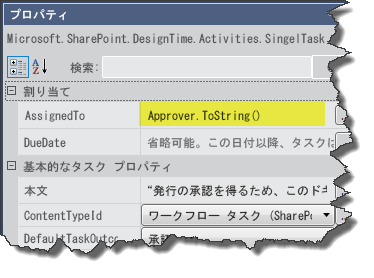 プロパティ
Microsoft.SharePoint.DesignTime.Activities.SingelTask
検索:
割り当て
AssignedTo Approver.ToString()
DueDate 省略可能。この日付以降、タスク
基本的なタスク プロパティ
本文 "発行の承認を得るため、このド
ContentTypeId ワークフロー タスク (ShareP
DefaultTaskOutco